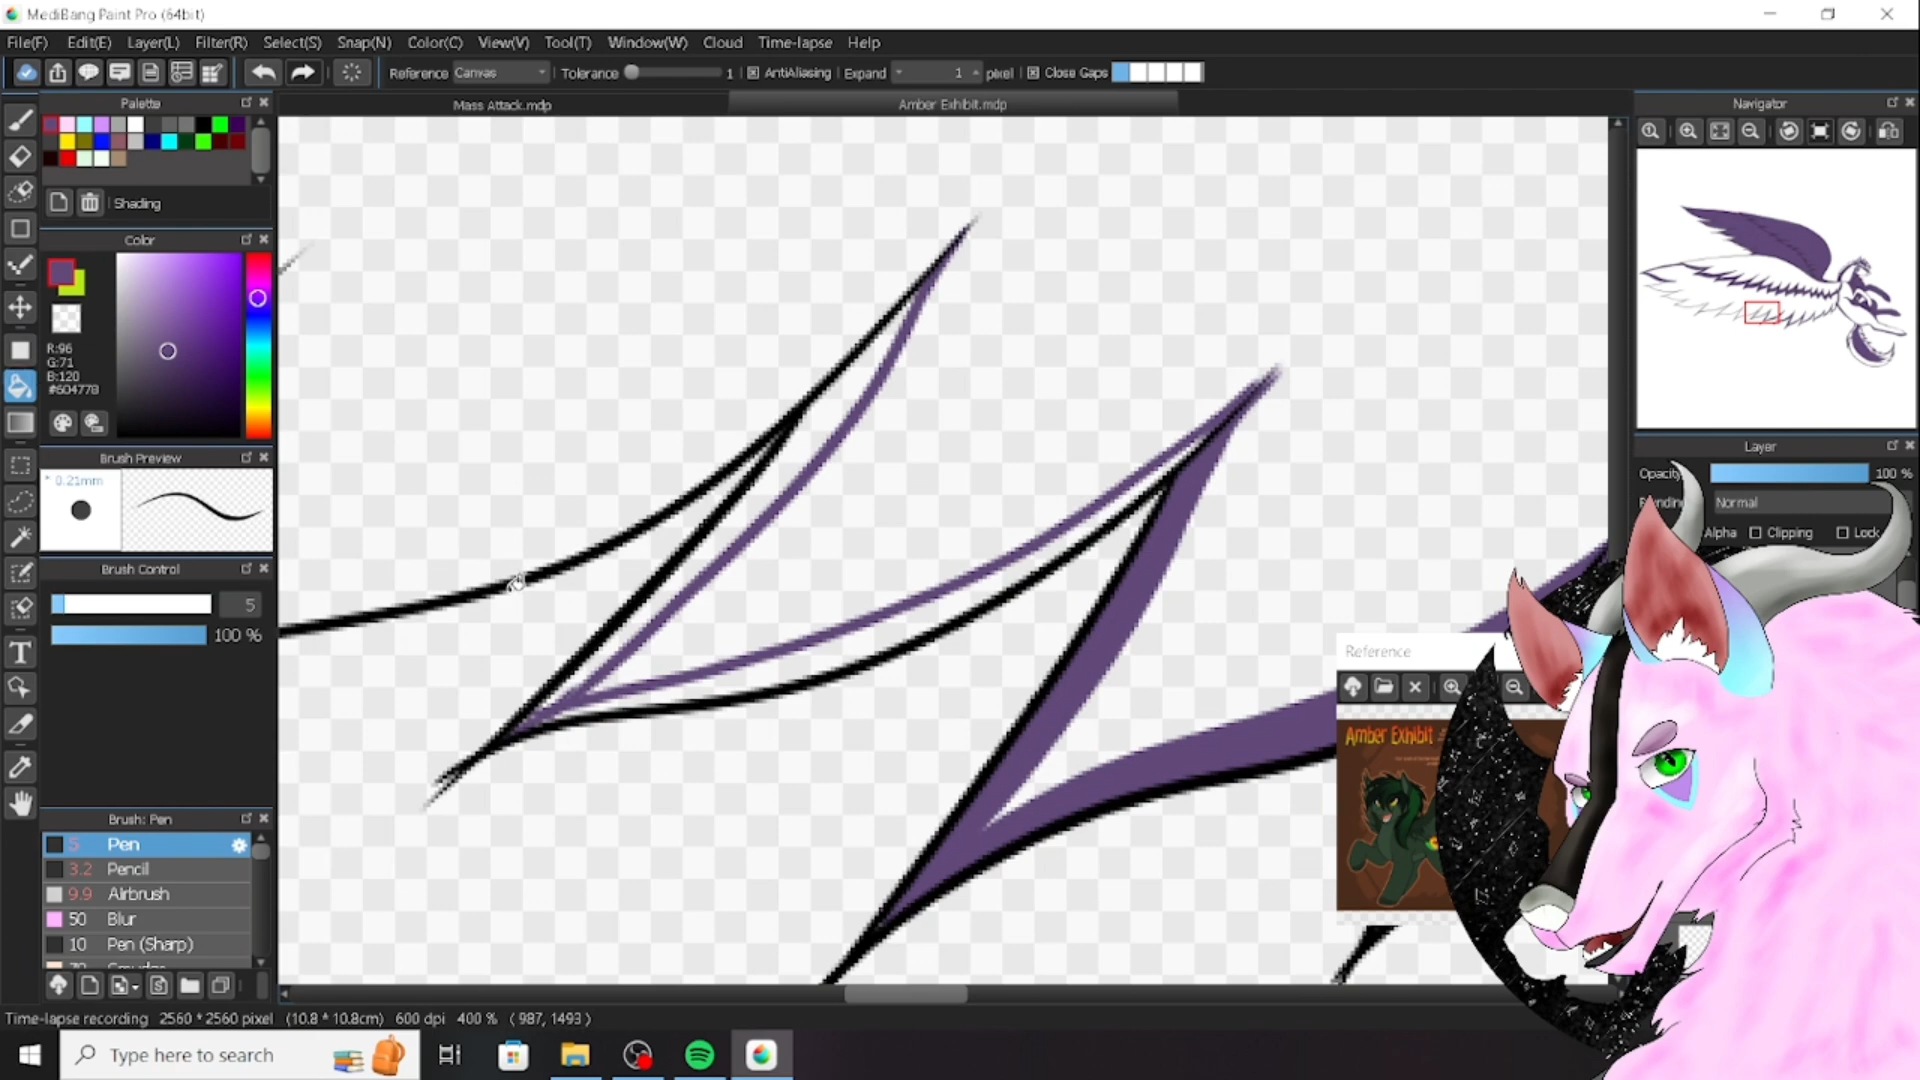 MediBang Paint Pro (64bit)
File(F) Edit(E) Layer(L) Filter(R) Select(S) Snap(N) Color(C) View(V) Tool(T) Window(W) Cloud Time-lapse Help
Reference Canvas Tolerance 1 AntiAliasing Expand 1 pixel Close Gaps
Palette
Mass Attack.mdp
Amber Exhibit.mdp
Navigator
Shading
Color
R:96
G:71
B:120
#604778
Brush Preview
0.21mm
Brush Control
5
100 %
Layer
Opacity 100 %
Normal
Alpha Clipping Lock
Reference
Amber Exhibit
Brush: Pen
5 Pen
3.2 Pencil
9.9 Airbrush
50 Blur
10 Pen (Sharp)
Time-lapse recording 2560 * 2560 pixel (10.8 * 10.8cm) 600 dpi 400 % ( 987, 1493 )
Type here to search